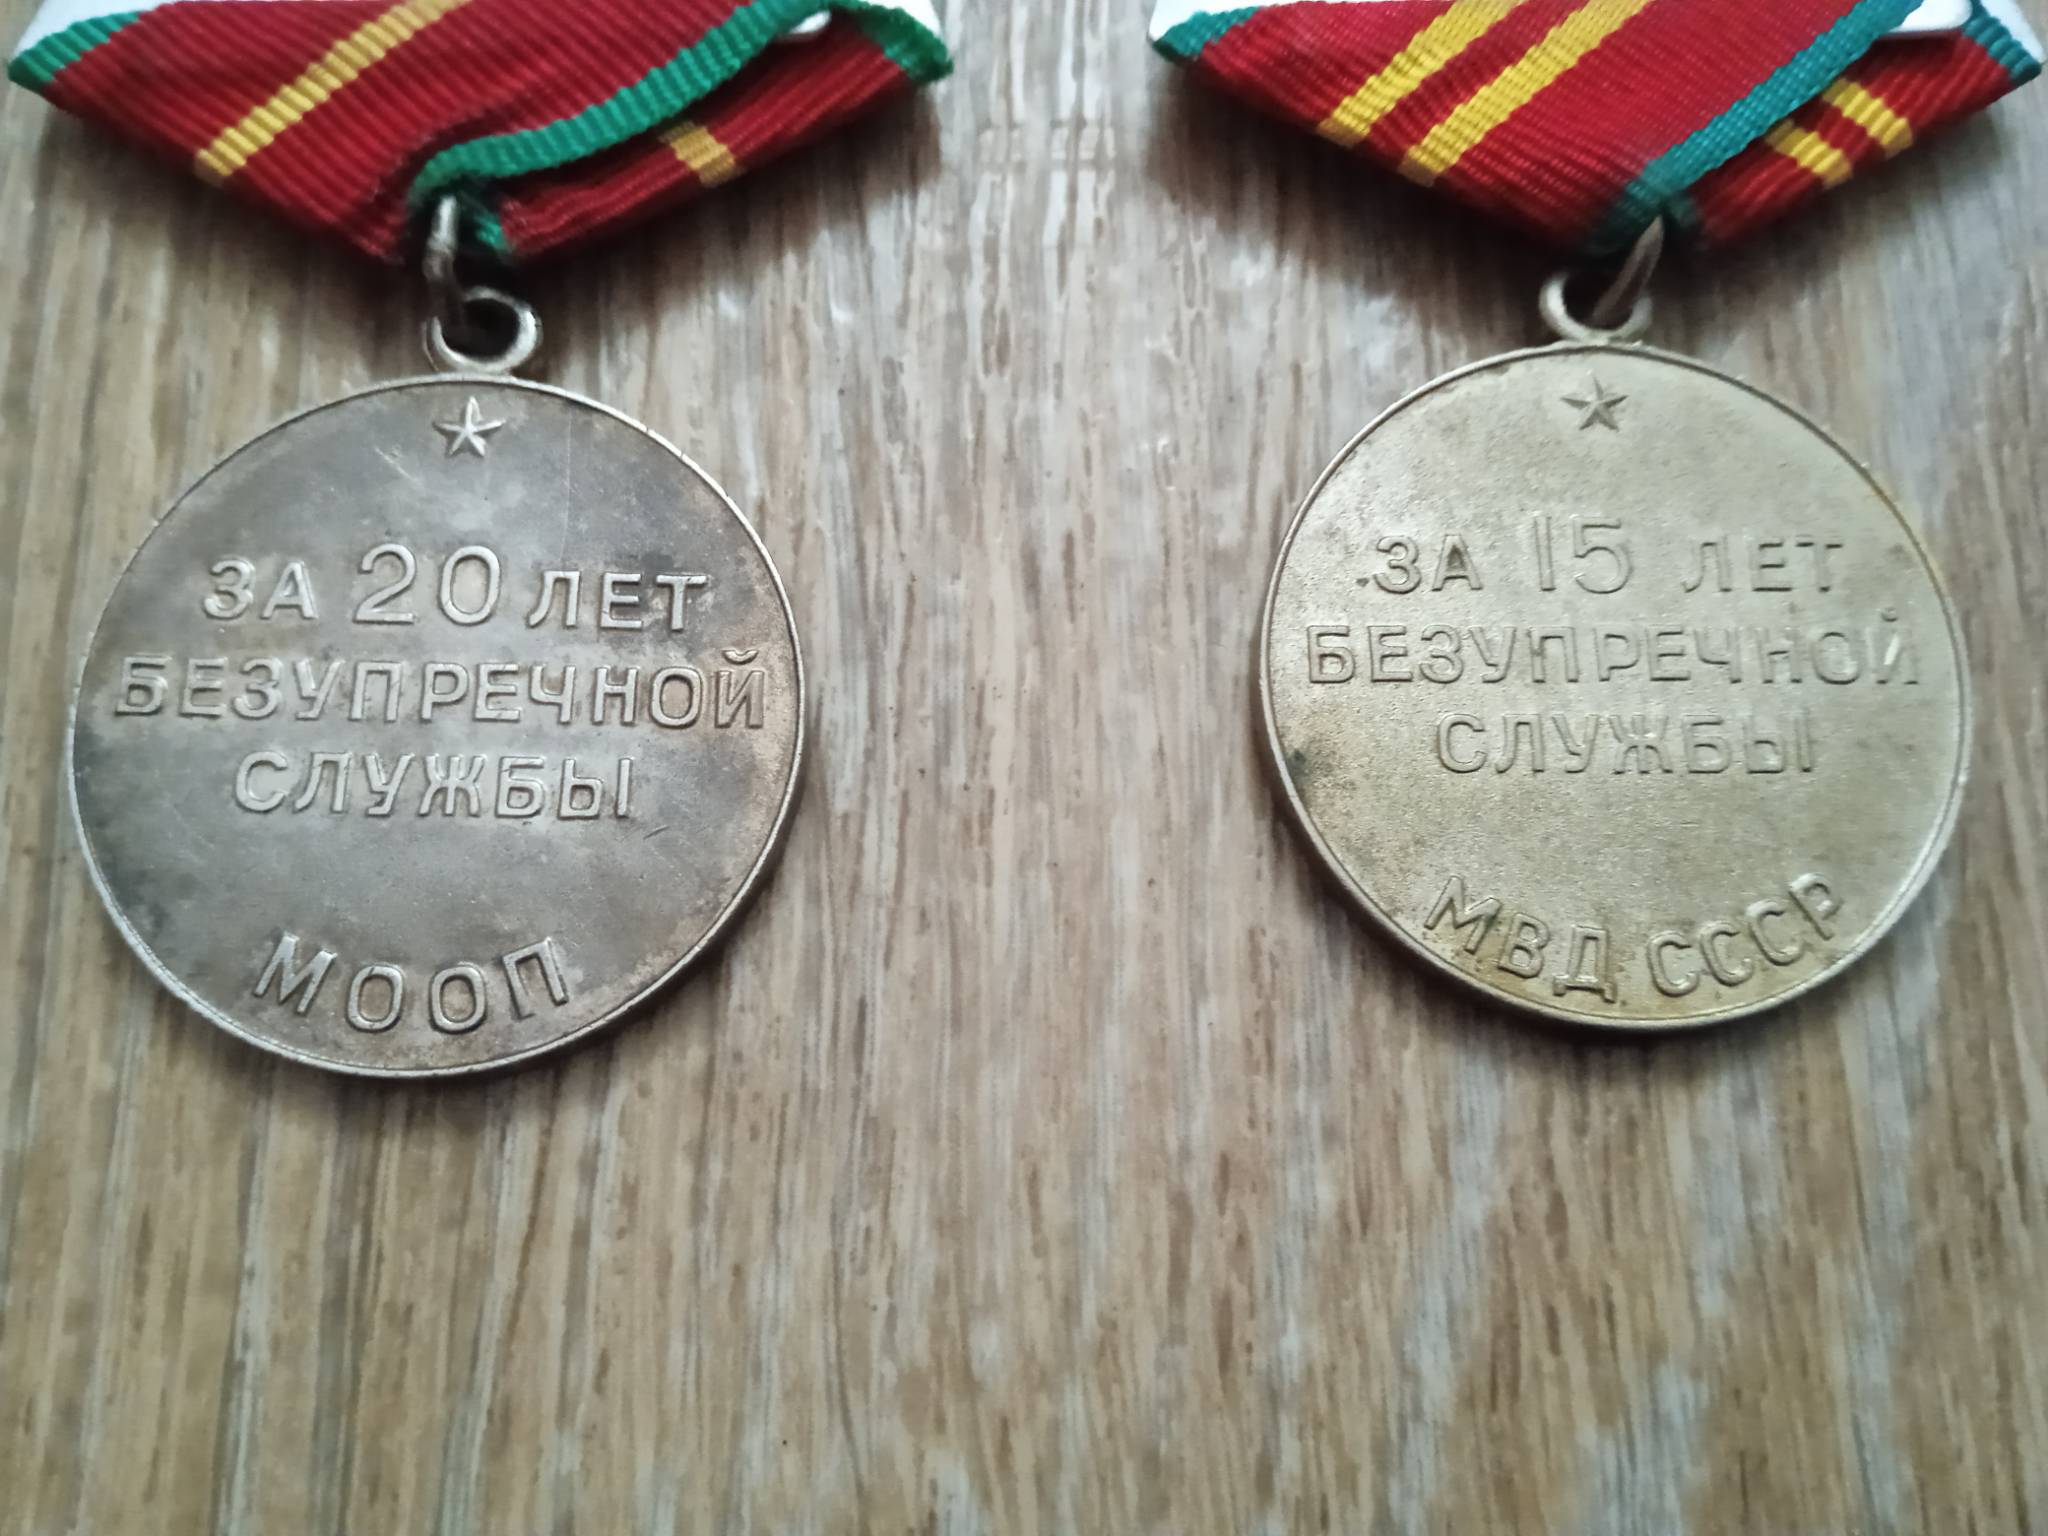 ЗА 20 ЛЕТ
БЕЗУПРЕЧНОЙ
СЛУЖБЫ
МООП
ЗА 15 ЛЕТ
БЕЗУПРЕЧНОЙ
СЛУЖБЫ
МВД СССР